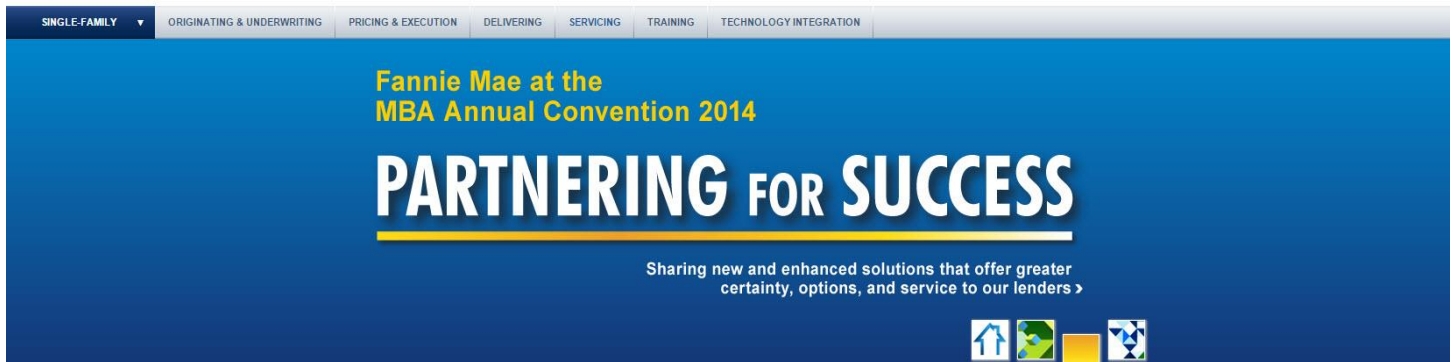 SINGLE-FAMILY ▼ ORIGINATING & UNDERWRITING PRICING & EXECUTION DELIVERING SERVICING TRAINING TECHNOLOGY INTEGRATION
Fannie Mae at the
MBA Annual Convention 2014
PARTNERING FOR SUCCESS
Sharing new and enhanced solutions that offer greater
certainty, options, and service to our lenders ›